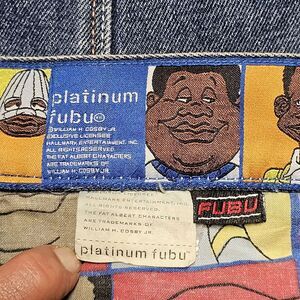 platinum
fubu
©WILLIAM H. COSBY JR.
EXCLUSIVE LICENSEE
HALLMARK ENTERTAINMENT, INC.
ALL RIGHTS RESERVED.
THE FAT ALBERT CHARACTERS
ARE TRADEMARKS OF
WILLIAM H. COSBY JR.
HALLMARK ENTERTAINMENT, INC.
ALL RIGHTS RESERVED.
THE FAT ALBERT CHARACTERS
ARE TRADEMARKS OF
WILLIAM H. COSBY JR.
platinum fubu
FUBU